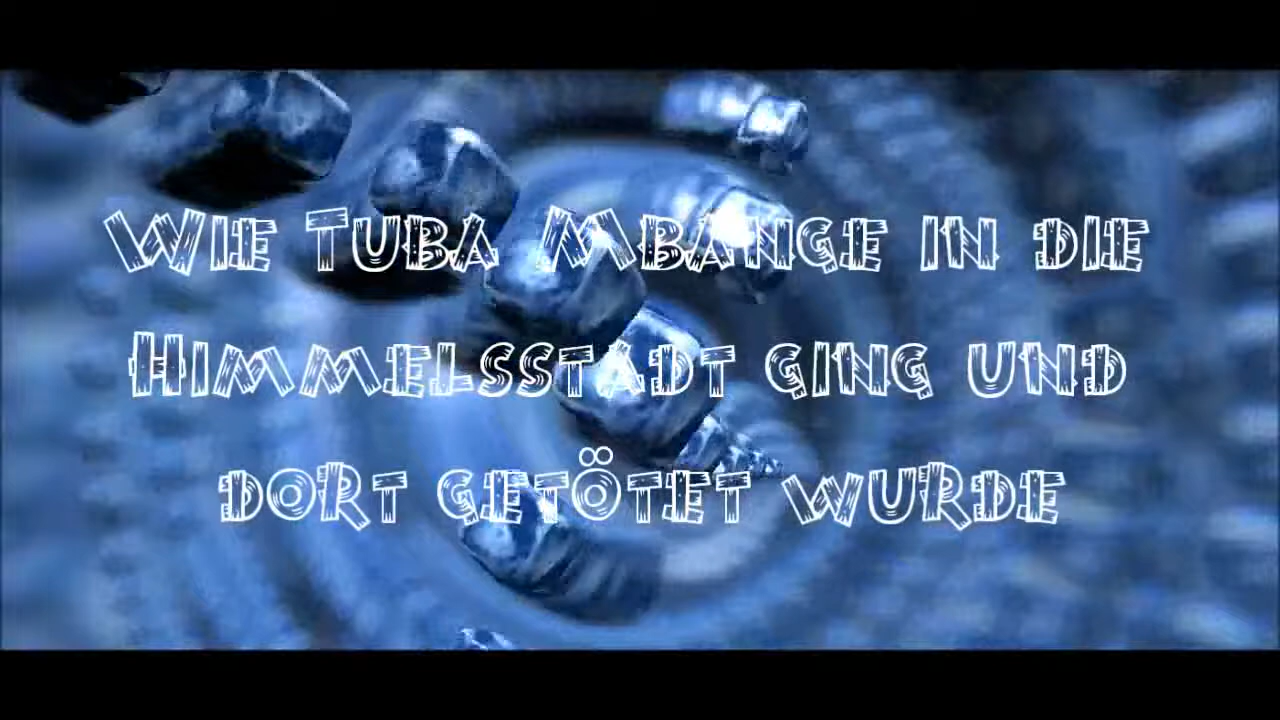 Wie Tuba Mbange in die
Himmelsstadt ging und
dort getötet wurde